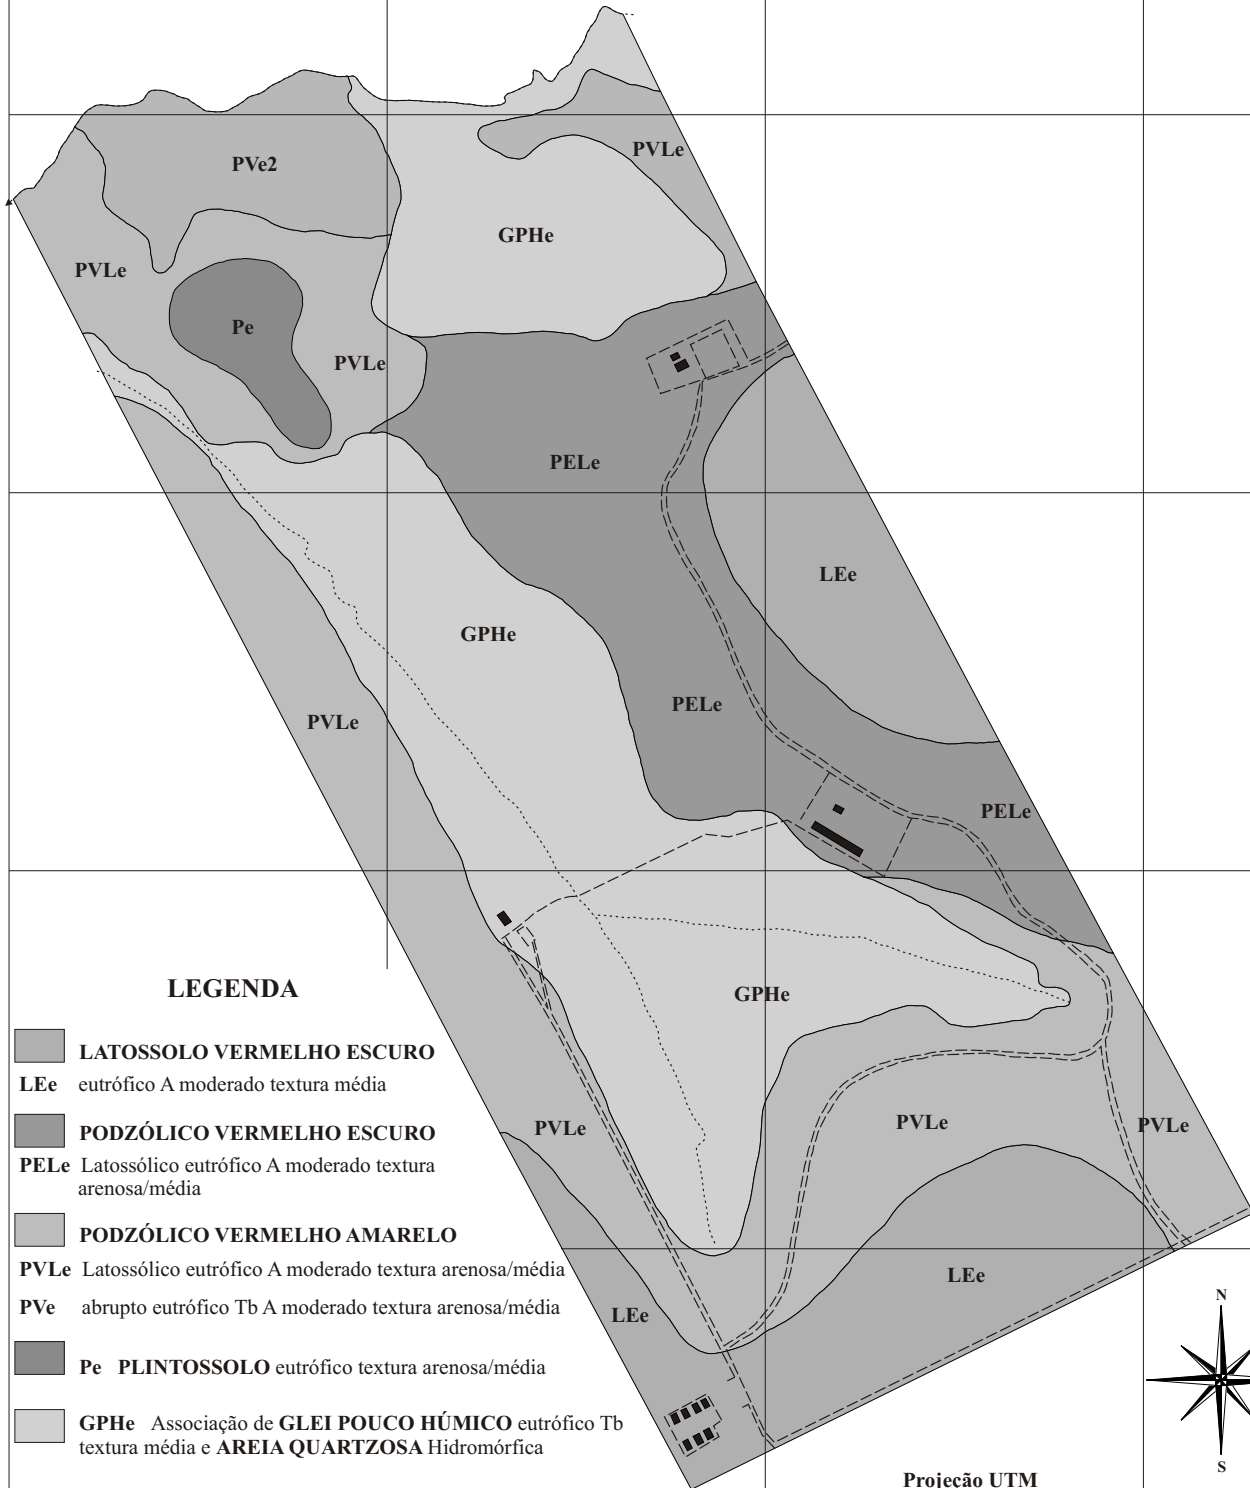 PVe2
PVLe
GPHe
PVLe
Pe
PVLe
PELe
LEe
GPHe
PELe
PVLe
PELe
GPHe
PVLe
PVLe
PVLe
LEe
LEe
LEGENDA
LATOSSOLO VERMELHO ESCURO
LEe eutrófico A moderado textura média
PODZÓLICO VERMELHO ESCURO
PELe Latossólico eutrófico A moderado textura
arenosa/média
PODZÓLICO VERMELHO AMARELO
PVLe Latossólico eutrófico A moderado textura arenosa/média
PVe abrupto eutrófico Tb A moderado textura arenosa/média
Pe PLINTOSSOLO eutrófico textura arenosa/média
GPHe Associação de GLEI POUCO HÚMICO eutrófico Tb
textura média e AREIA QUARTZOSA Hidromórfica
N
S
Projeção UTM